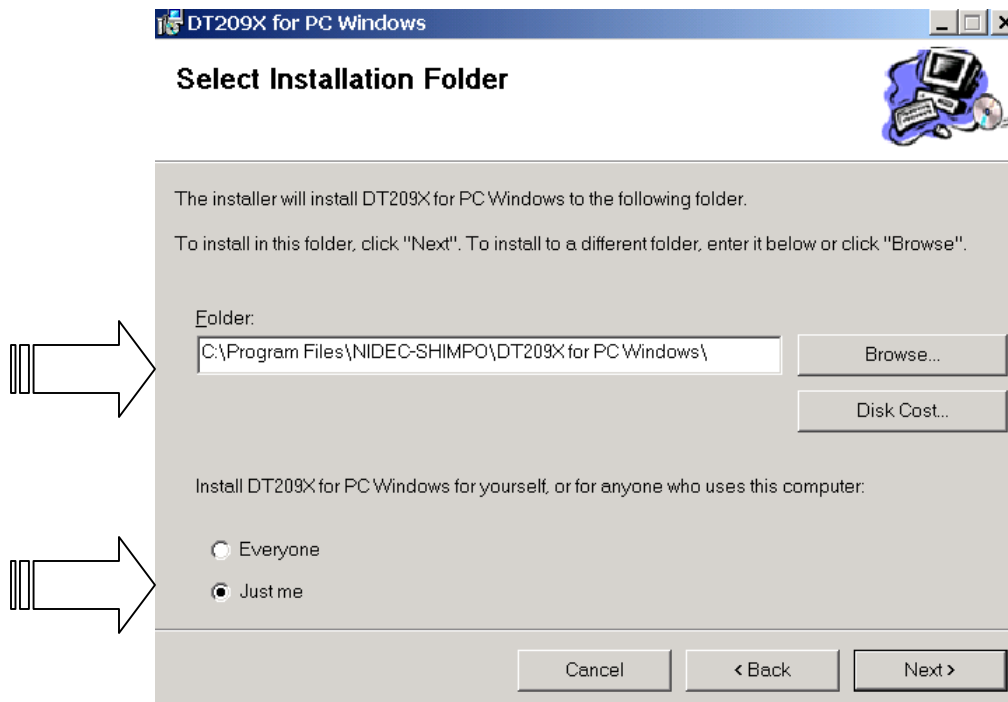 DT209X for PC Windows
Select Installation Folder
The installer will install DT209X for PC Windows to the following folder.
To install in this folder, click "Next". To install to a different folder, enter it below or click "Browse".
Folder:
C:\Program Files\NIDEC-SHIMPO\DT209X for PC Windows\
Browse...
Disk Cost...
Install DT209X for PC Windows for yourself, or for anyone who uses this computer:
Everyone
Just me
Cancel
< Back
Next >